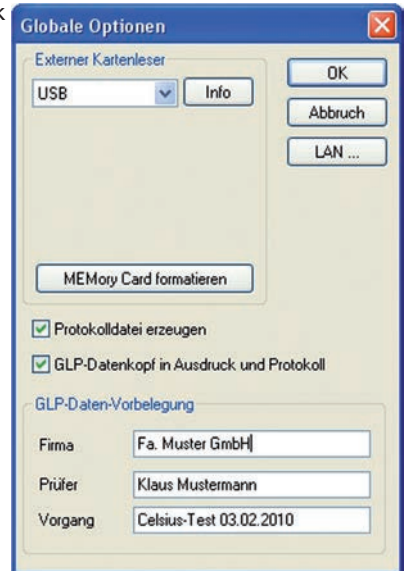 k
Globale Optionen
Externer Kartenleser
USB
Info
OK
Abbruch
LAN ...
MEMory Card formatieren
Protokolldatei erzeugen
GLP-Datenkopf in Ausdruck und Protokoll
GLP-Daten-Vorbelegung
Firma Fa. Muster GmbH
Prüfer Klaus Mustermann
Vorgang Celsius-Test 03.02.2010